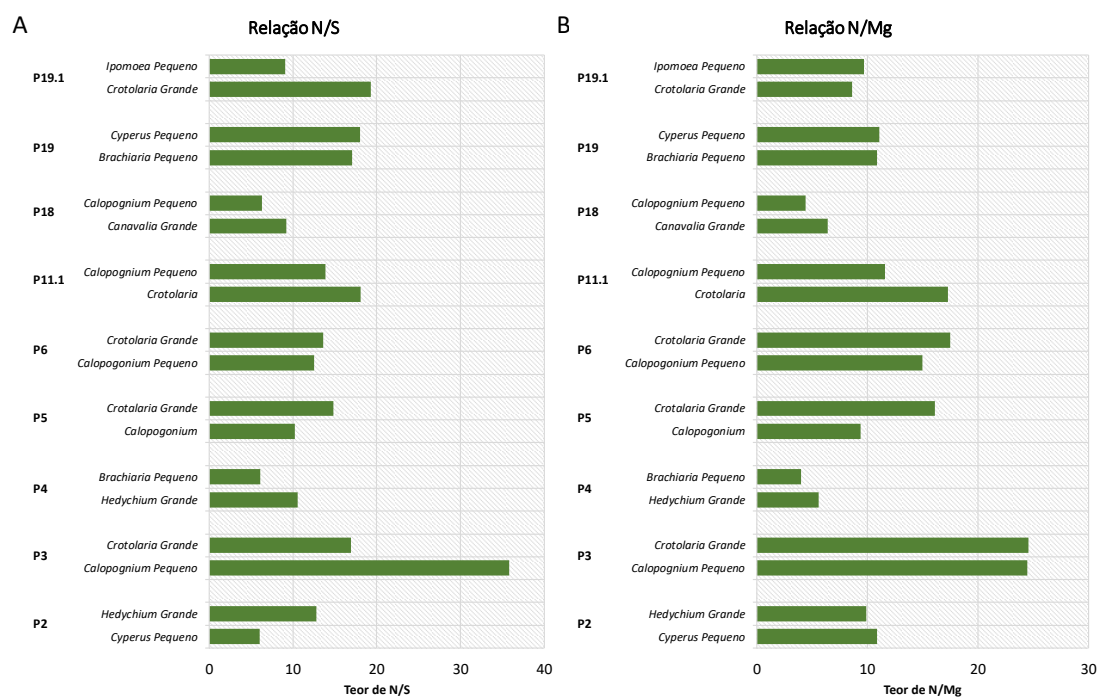 A
Relação N/S
P19.1
Ipomoea Pequeno
Crotolaria Grande
P19
Cyperus Pequeno
Brachiaria Pequeno
P18
Calopognium Pequeno
Canavalia Grande
P11.1
Calopognium Pequeno
Crotolaria
P6
Crotolaria Grande
Calopogonium Pequeno
P5
Crotalaria Grande
Calopogonium
P4
Brachiaria Pequeno
Hedychium Grande
P3
Crotolaria Grande
Calopognium Pequeno
P2
Hedychium Grande
Cyperus Pequeno
0 10 20 30 40
Teor de N/S
B
Relação N/Mg
P19.1
Ipomoea Pequeno
Crotolaria Grande
P19
Cyperus Pequeno
Brachiaria Pequeno
P18
Calopognium Pequeno
Canavalia Grande
P11.1
Calopognium Pequeno
Crotolaria
P6
Crotolaria Grande
Calopogonium Pequeno
P5
Crotalaria Grande
Calopogonium
P4
Brachiaria Pequeno
Hedychium Grande
P3
Crotolaria Grande
Calopognium Pequeno
P2
Hedychium Grande
Cyperus Pequeno
0 10 20 30
Teor de N/Mg